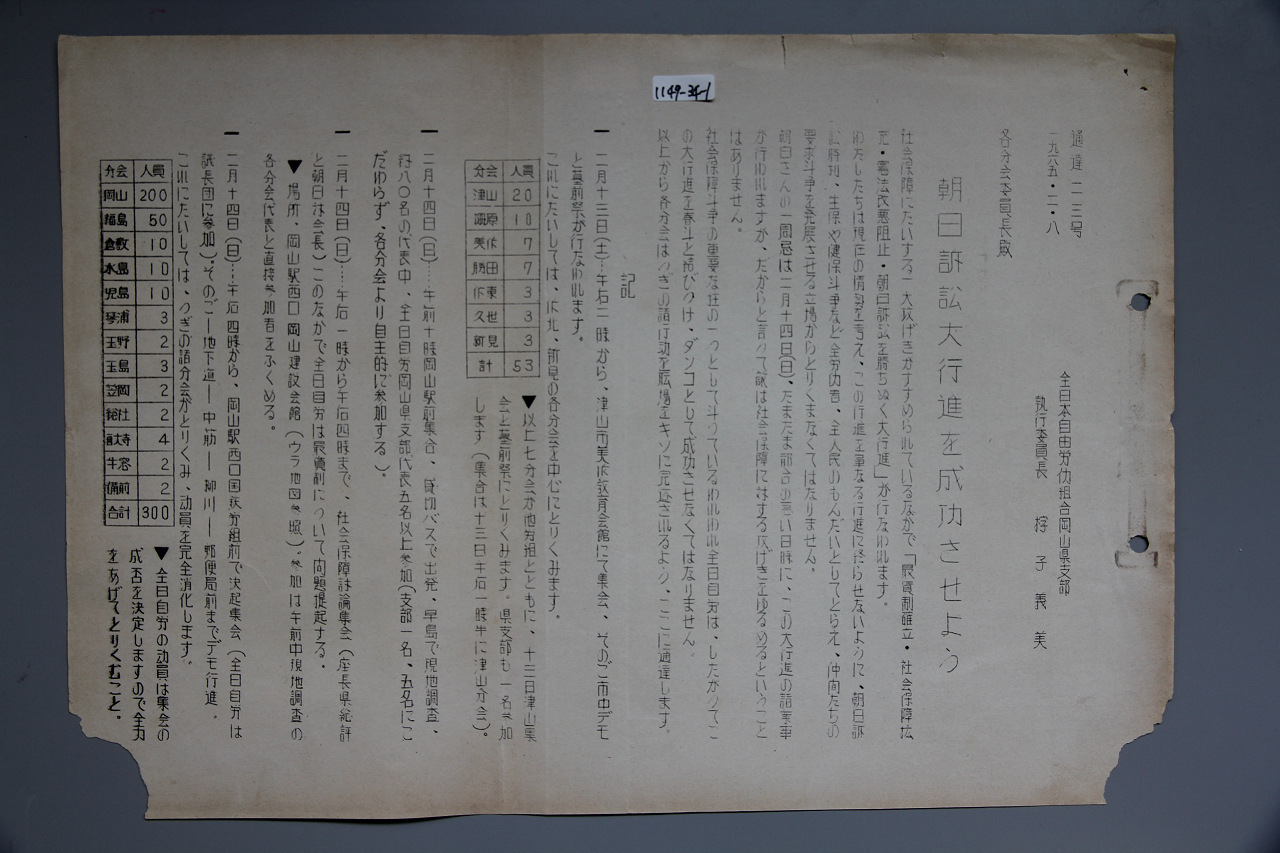 1149-34-1
通達一一三号
一九六五・二・八
全日本自由労仂組合岡山県支部
執行委員長 桴子義美
各分会委員長殿
朝日訴訟大行進を成功させよう
社会保障にたいする一大攻げきがすすめられているなかで「最賃制確立・社会保障拡
充・憲法改悪阻止・朝日訴訟を勝ちぬく大行進」が行なわれます。
わたしたちは現在の情勢を考え、この行進を単なる行進に終らせないように、朝日訴
訟勝利、生保や健保斗争など全労仂者、全人民のもんだいとしてとらえ、仲間たちの
要求斗争を発展させる立場からとりくまなくてはなりません。
朝日さんの一周忌は二月十四日(日)、たまたま都合の悪い日時に、この大行進の諸集
が行なわれますが、だからと言って敵は社会保障に対する攻げきをゆるめるということ
はありません。
社会保障斗争の重要な柱の一つとして斗っているわれわれ全日自労は、したがってこ
の大行進を春斗と結びつけ、ダンコとして成功させなくてはなりません。
以上から各分会はつぎの諸行動を職場をキソに完遂されるよう、ここに通達します。
記
一 二月十三日(土)…午后一時から、津山市美作教育会館にて集会、そのご市中デモ
と墓前祭が行なわれます。
これにたいしては、作北、新見の各分会を中心にとりくみます。
分会 人員
津山 20
湯原 10
美作 7
勝田 7
作東 3
久世 3
新見 3
計 53
▼以上七分会が他労組とともに、十三日津山集
会と墓前祭にとりくみます。県支部も一名参加
します(集合は十三日午后一時半に津山分会)。
一 二月十四日(日)…午前十時岡山駅前集合、貸切バスで出発、早島で現地調査、
約八〇名の代表中、全日自労岡山県支部代表五名以上参加(支部一名、五名にこ
だわらず、各分会より自主的に参加する)。
一 二月十四日(日)…午后一時から午后四時まで、社会保障討論集会(座長県総評
と朝日対会長)このなかで全日自労は最賃制について問題提起する。
▼場所、岡山駅西口 岡山建設会館(ウラ地図参照)。参加は午前中現地調査の
各分会代表と直接参加者をふくめる。
一 二月十四日(日)…午后四時から、岡山駅西口国鉄労組前で決起集会(全日自労は
議長団に参加)。そのご―地下道―中筋―柳川―郵便局前までデモ行進。
これにたいしては、つぎの諸分会がとりくみ、動員を完全消化します。
分会 人員
岡山 200
福島 50
倉敷 10
水島 10
児島 10
琴浦 3
玉野 2
玉島 3
笠岡 2
総社 2
西大寺 4
牛窓 2
備前 2
合計 300
▼全日自労の動員は集会の
成否を決定しますので全力
をあげてとりくむこと。